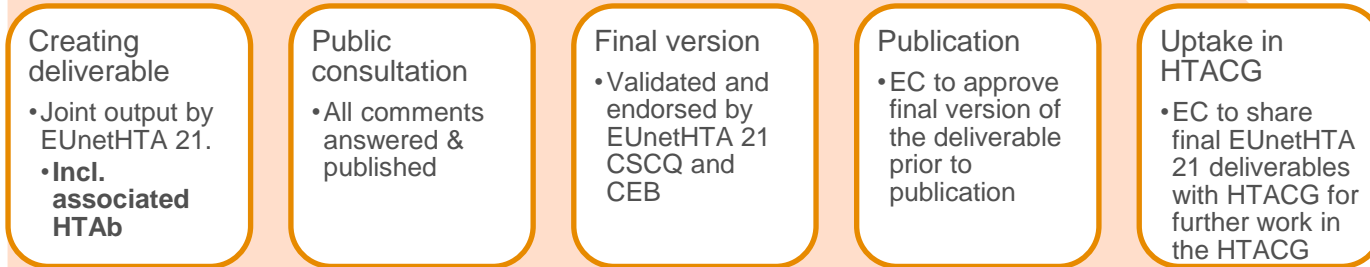 Creating
deliverable
•Joint output by
EUnetHTA 21.
•Incl.
associated
HTAb
Public
consultation
•All comments
answered &
published
Final version
•Validated and
endorsed by
EUnetHTA 21
CSCQ and
CEB
Publication
•EC to approve
final version of
the deliverable
prior to
publication
Uptake in
HTACG
•EC to share
final EUnetHTA
21 deliverables
with HTACG for
further work in
the HTACG